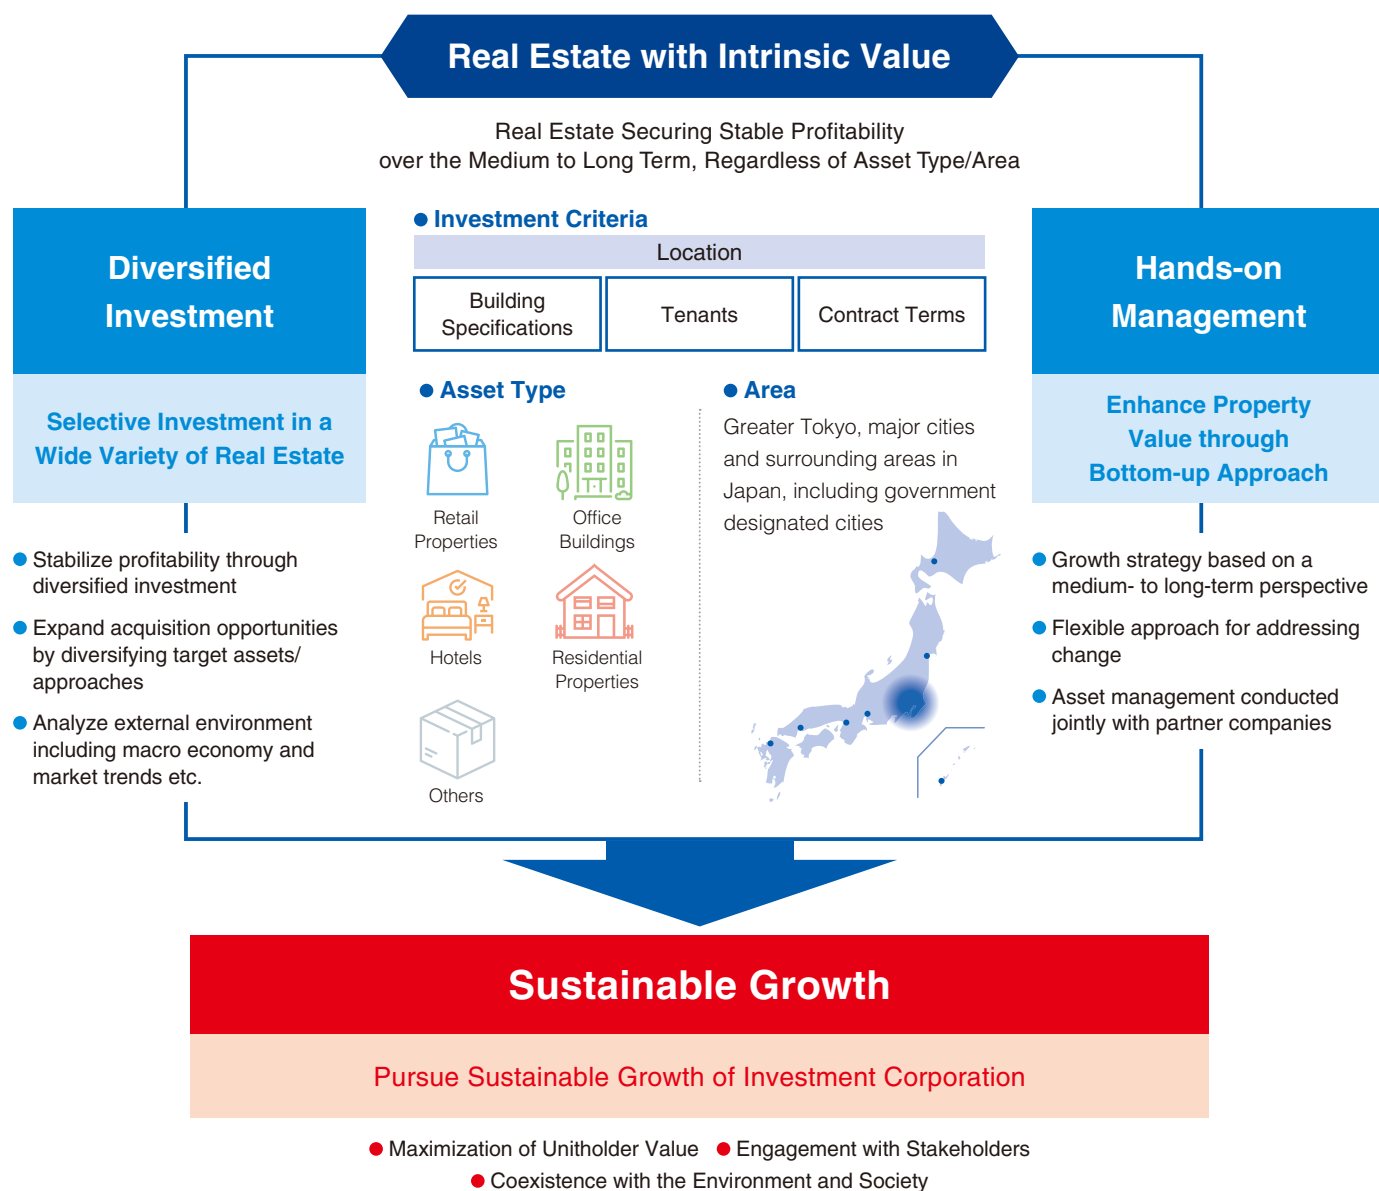 Real Estate with Intrinsic Value
Real Estate Securing Stable Profitability
over the Medium to Long Term, Regardless of Asset Type/Area
Diversified
Investment
Selective Investment in a
Wide Variety of Real Estate
● Stabilize profitability through
diversified investment
● Expand acquisition opportunities
by diversifying target assets/
approaches
● Analyze external environment
including macro economy and
market trends etc.
● Investment Criteria
Location
Building
Specifications
Tenants
Contract Terms
● Asset Type
Retail
Properties
Office
Buildings
Hotels
Residential
Properties
Others
● Area
Greater Tokyo, major cities
and surrounding areas in
Japan, including government
designated cities
Hands-on
Management
Enhance Property
Value through
Bottom-up Approach
● Growth strategy based on a
medium- to long-term perspective
● Flexible approach for addressing
change
● Asset management conducted
jointly with partner companies
Sustainable Growth
Pursue Sustainable Growth of Investment Corporation
● Maximization of Unitholder Value ● Engagement with Stakeholders
● Coexistence with the Environment and Society